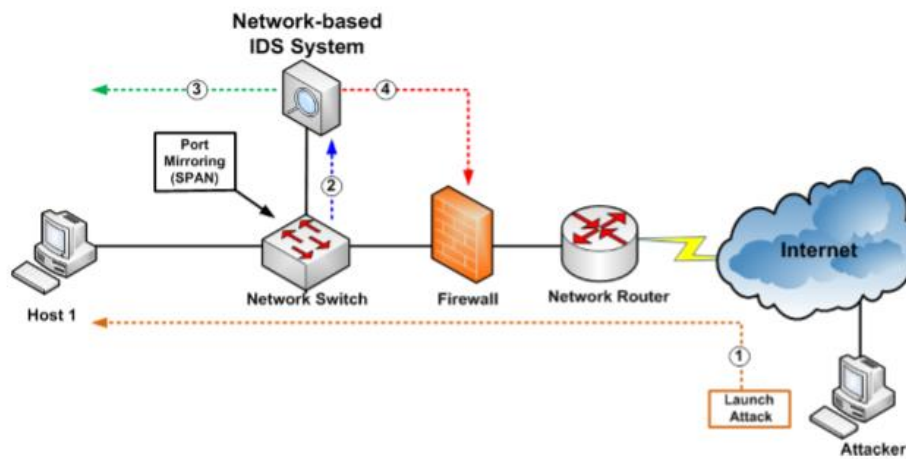 Network-based
IDS System
3
4
Port
Mirroring
(SPAN)
2
Internet
Network Switch
Firewall
Network Router
Host 1
1
Launch
Attack
Attacker